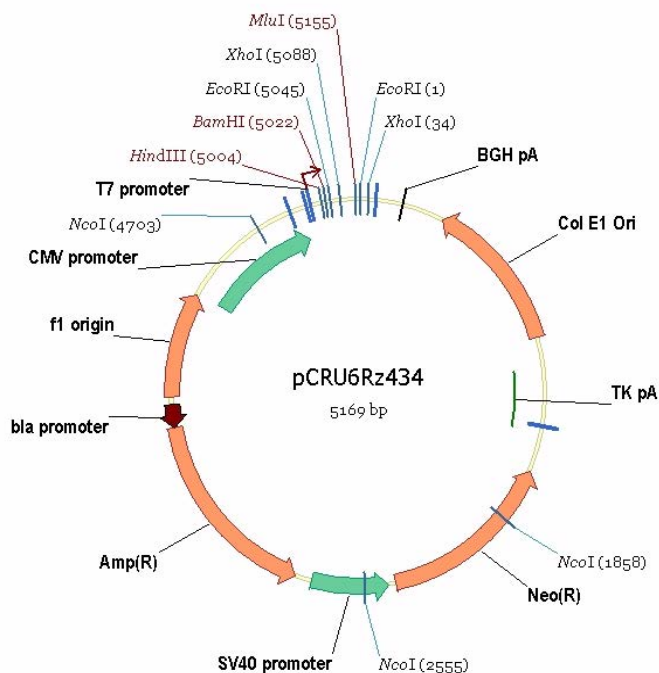 MluI (5155)
XhoI (5088)
EcoRI (5045)
BamHI (5022)
HindIII (5004)
T7 promoter
NcoI (4703)
CMV promoter
f1 origin
bla promoter
Amp(R)
SV40 promoter
NcoI (2555)
Neo(R)
NcoI (1858)
TK pA
Col E1 Ori
BGH pA
XhoI (34)
EcoRI (1)
pCRU6Rz434
5169 bp